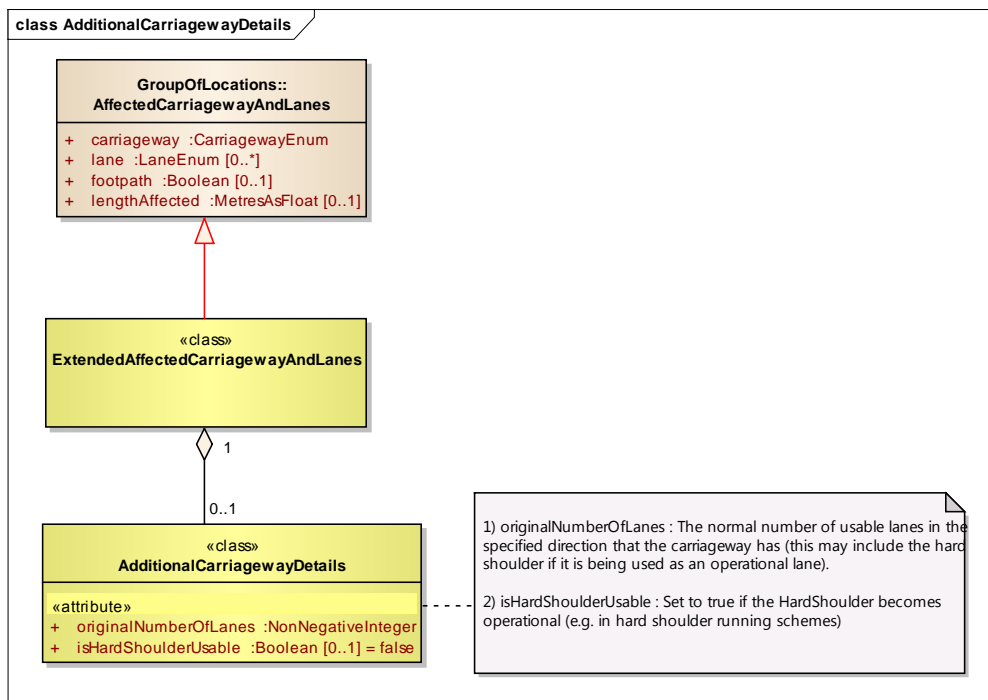 class AdditionalCarriagewayDetails
GroupOfLocations::
AffectedCarriagewayAndLanes
+ carriageway :CarriagewayEnum
+ lane :LaneEnum [0..*]
+ footpath :Boolean [0..1]
+ lengthAffected :MetresAsFloat [0..1]
«class»
ExtendedAffectedCarriagewayAndLanes
1
0..1
«class»
AdditionalCarriagewayDetails
«attribute»
+ originalNumberOfLanes :NonNegativeInteger
+ isHardShoulderUsable :Boolean [0..1] = false
1) originalNumberOfLanes : The normal number of usable lanes in the
specified direction that the carriageway has (this may include the hard
shoulder if it is being used as an operational lane).
2) isHardShoulderUsable : Set to true if the HardShoulder becomes
operational (e.g. in hard shoulder running schemes)